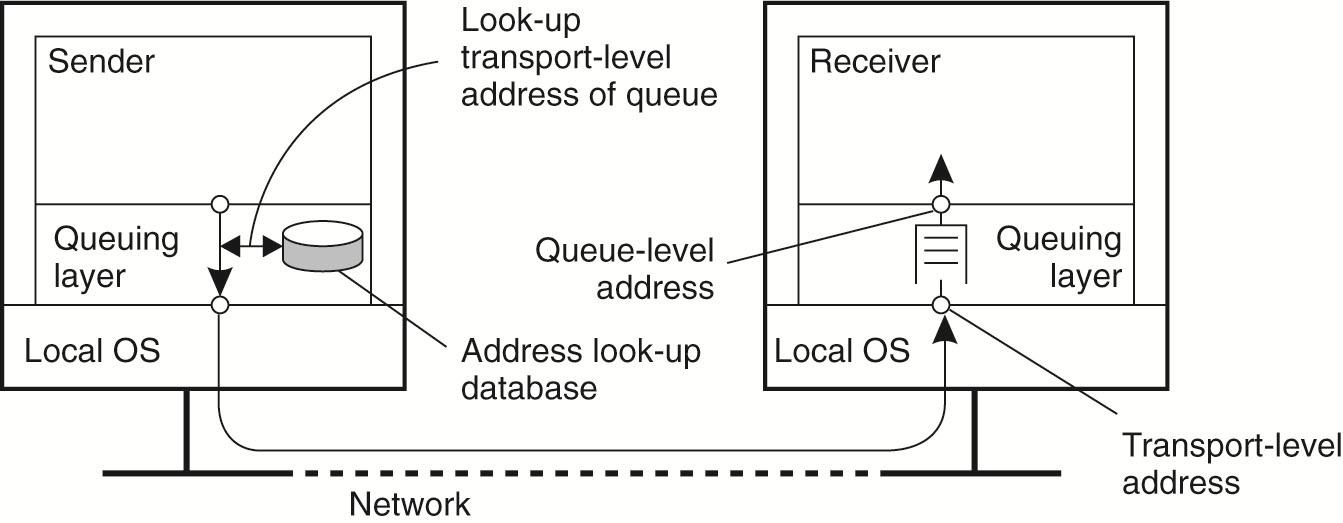 Sender
Look-up
transport-level
address of queue
Receiver
Queuing
layer
Queue-level
address
Queuing
layer
Local OS
Address look-up
database
Local OS
Transport-level
address
Network